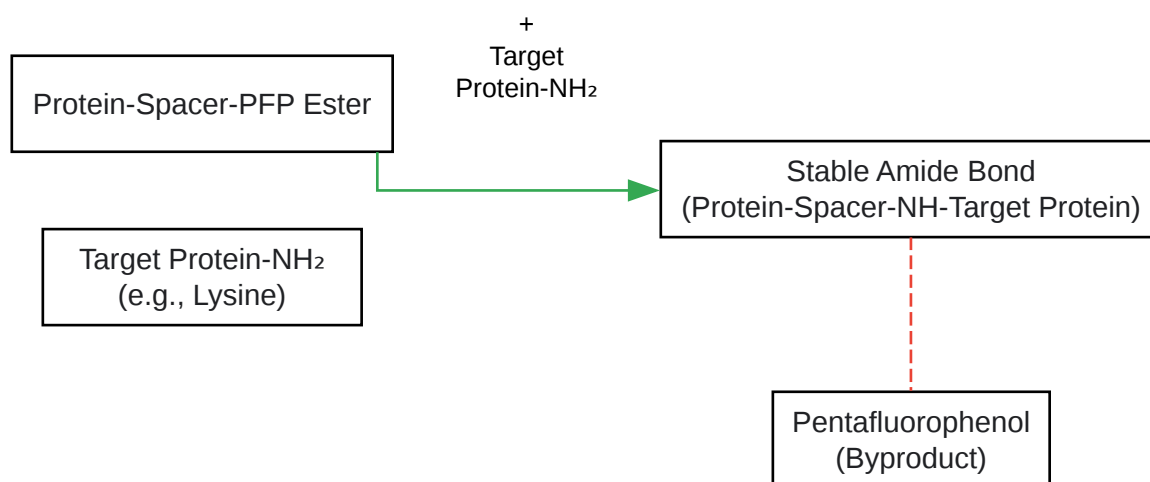 +
Target
Protein-NH₂
Protein-Spacer-PFP Ester
Stable Amide Bond
(Protein-Spacer-NH-Target Protein)
Target Protein-NH₂
(e.g., Lysine)
Pentafluorophenol
(Byproduct)